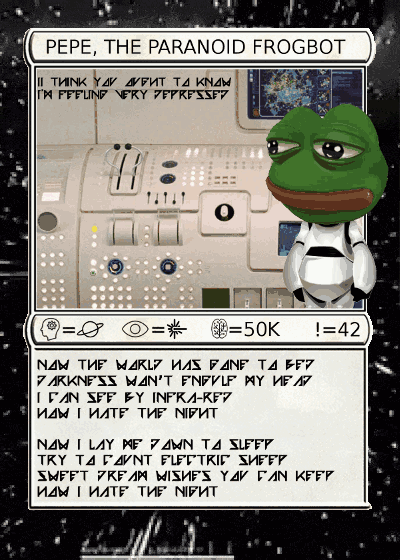 PEPE, THE PARANOID FROGBOT
I THINK YOU OUGHT TO KNOW
I'M FEELING VERY DEPRESSED
= = =50K !=42
NOW THE WORLD HAS GONE TO BED
DARKNESS WON'T ENGULF MY HEAD
I CAN SEE BY INFRA-RED
HOW I HATE THE NIGHT
NOW I LAY ME DOWN TO SLEEP
TRY TO COUNT ELECTRIC SHEEP
SWEET DREAM WISHES YOU CAN KEEP
HOW I HATE THE NIGHT